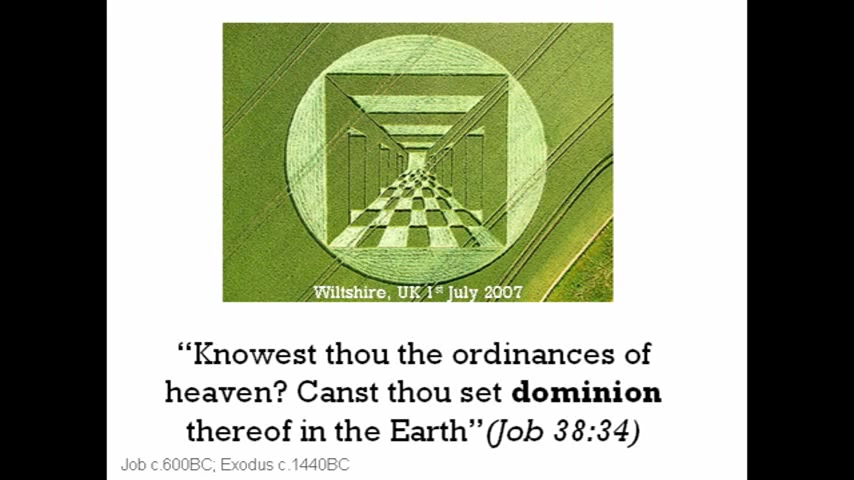 Wiltshire, UK 1st July 2007
“Knowest thou the ordinances of
heaven? Canst thou set dominion
thereof in the Earth”(Job 38:34)
Job c.600BC; Exodus c.1440BC